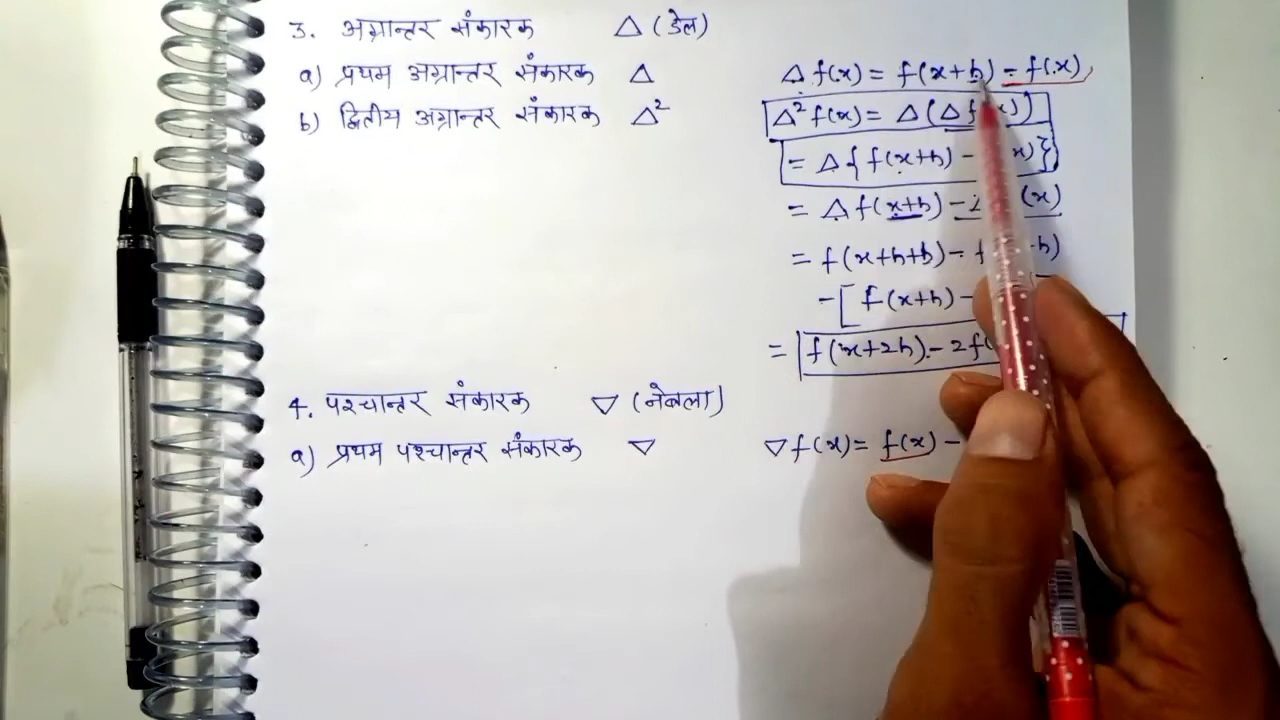 3. अग्रान्तर संकारक △ (डेल)
a) प्रथम अग्रान्तर संकारक △ △ f(x) = f(x+h) - f(x)
b) द्वितीय अग्रान्तर संकारक △² △² f(x) = △(△ f x))
= △{f(x+h) - x)}
= △ f(x+h) - (x)
= f(x+h+h) - f -h)
-[ f(x+h) -
= f(x+2h) - 2f(
4. पश्चान्तर संकारक ▽ (नेबला)
a) प्रथम पश्चान्तर संकारक ▽ ▽ f(x) = f(x) -